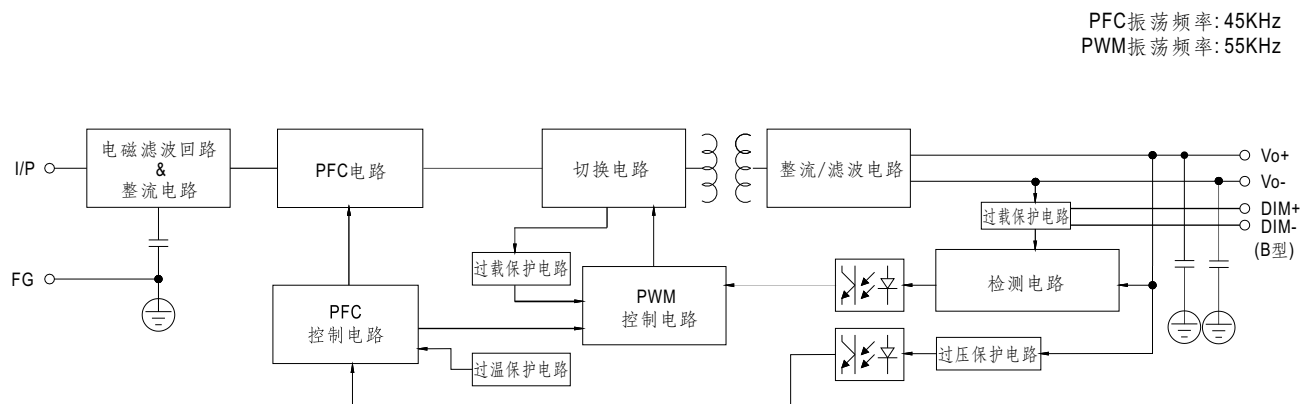 PFC振荡频率: 45KHz
PWM振荡频率: 55KHz
I/P
电磁滤波回路
&
整流电路
PFC电路
切换电路
整流/滤波电路
Vo+
Vo-
过载保护电路
DIM+
DIM-
(B型)
FG
过载保护电路
PWM
控制电路
检测电路
PFC
控制电路
过温保护电路
过压保护电路